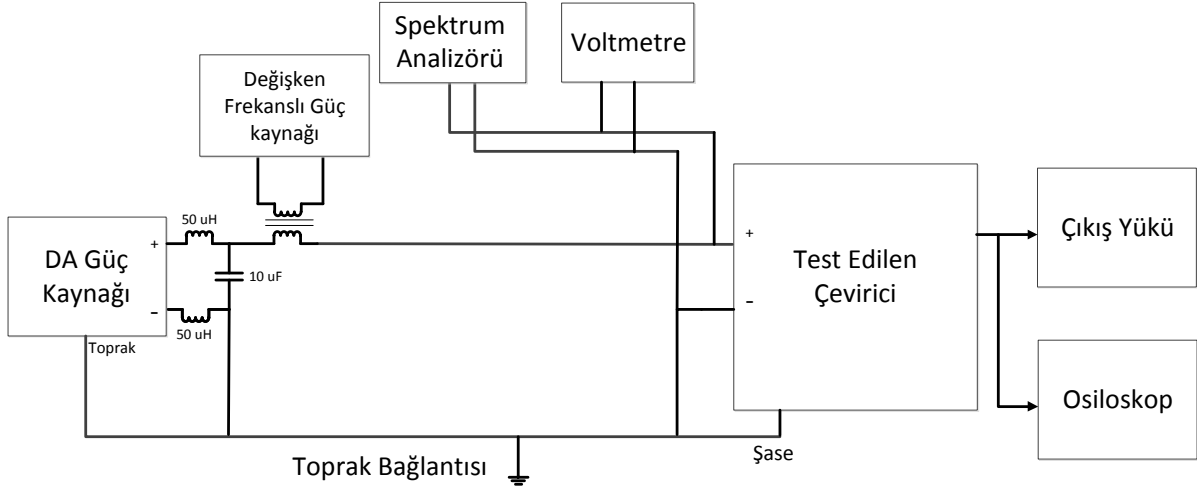 Spektrum
Analizörü
Voltmetre
Değişken
Frekanslı Güç
kaynağı
50 uH
+
DA Güç
Kaynağı
10 uF
-
50 uH
Toprak
+
Test Edilen
Çevirici
-
Çıkış Yükü
Osiloskop
Şase
Toprak Bağlantısı